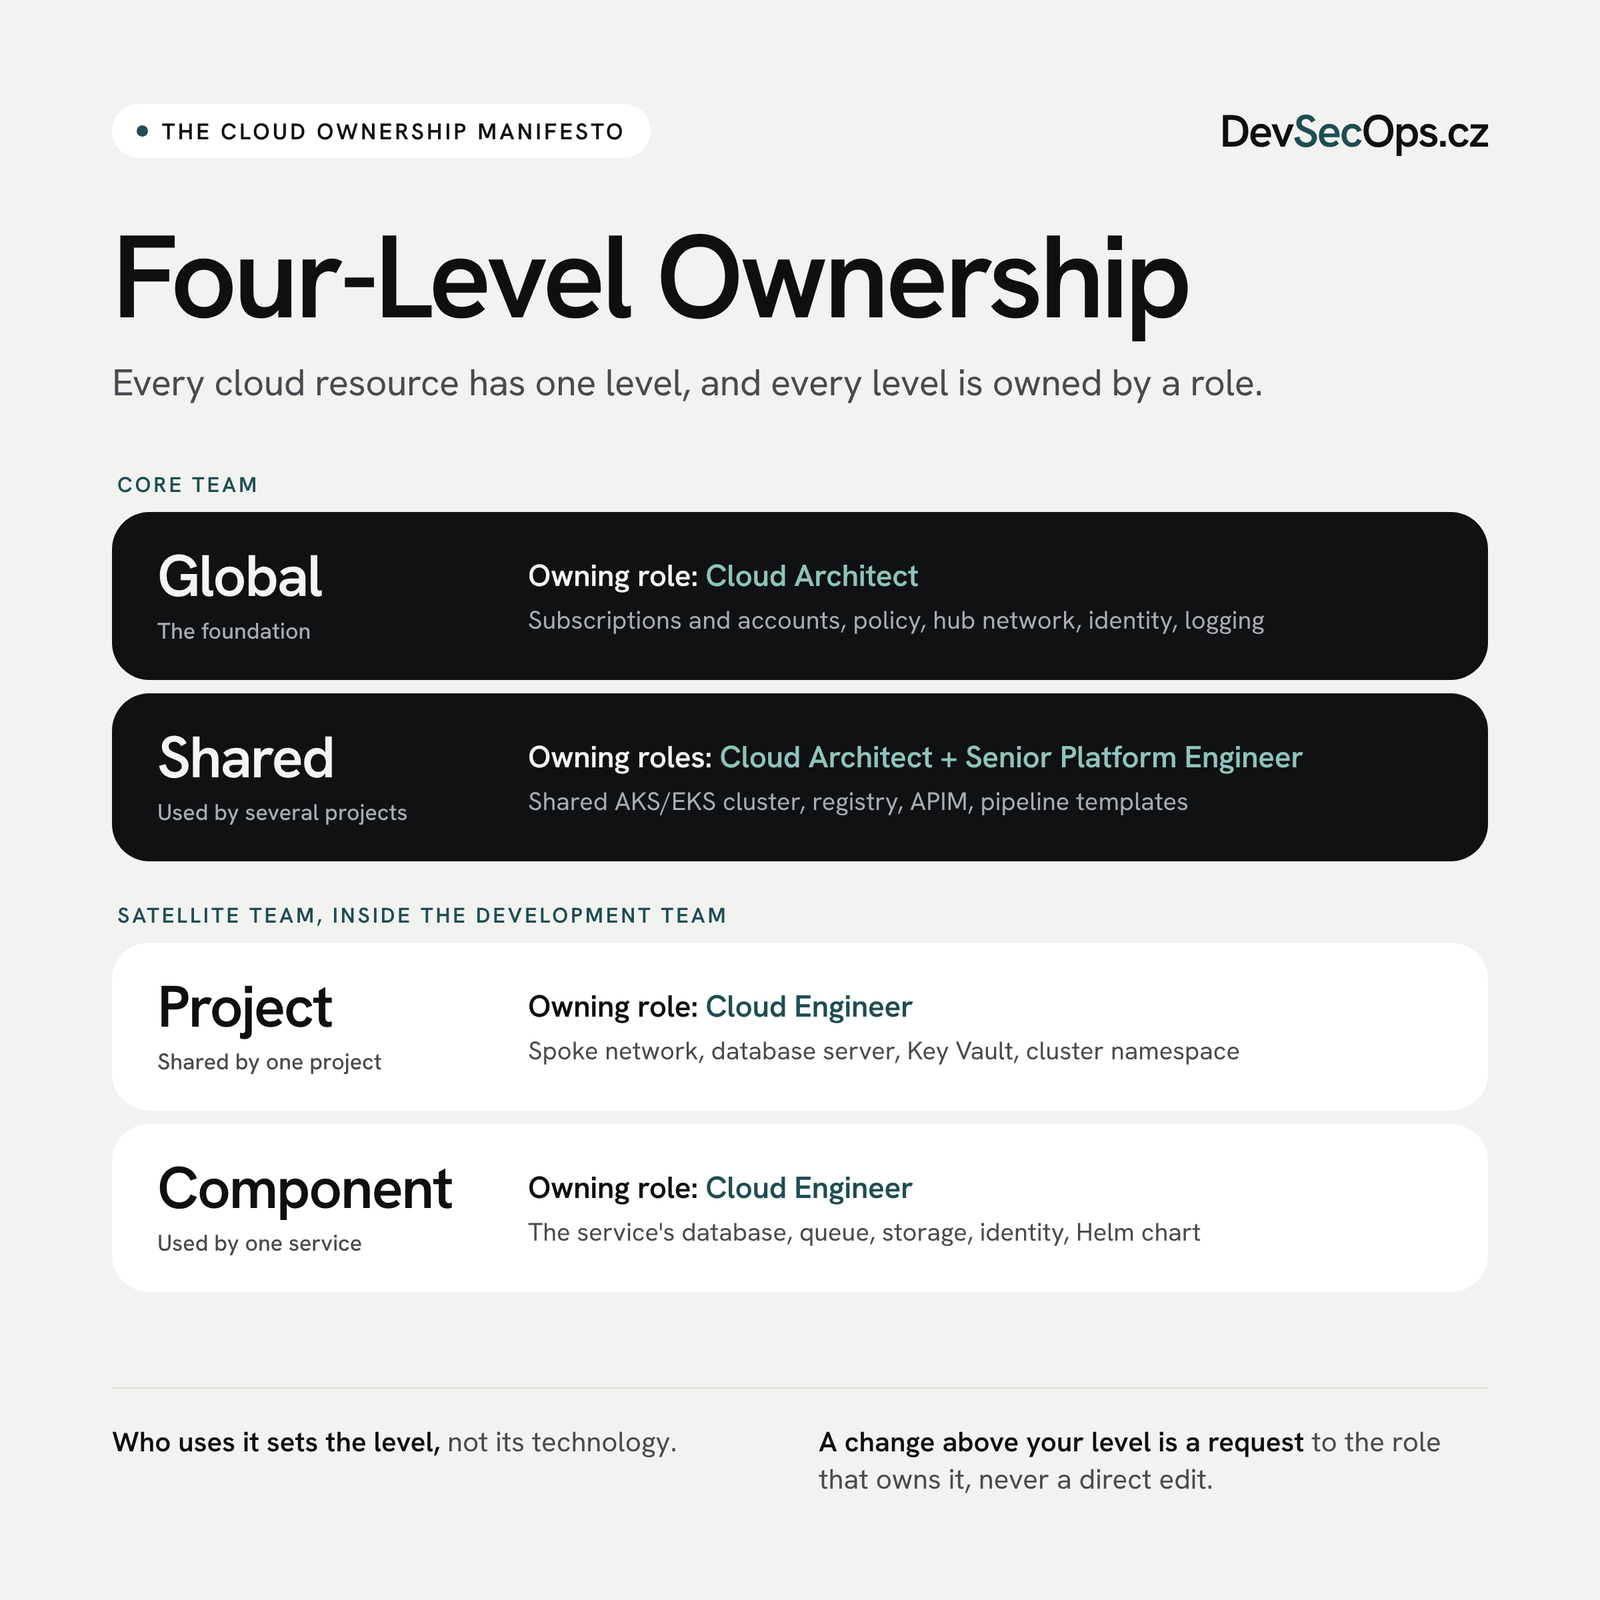 THE CLOUD OWNERSHIP MANIFESTO
DevSecOps.cz
Four-Level Ownership
Every cloud resource has one level, and every level is owned by a role.
CORE TEAM
Global
The foundation
Owning role: Cloud Architect
Subscriptions and accounts, policy, hub network, identity, logging
Shared
Used by several projects
Owning roles: Cloud Architect + Senior Platform Engineer
Shared AKS/EKS cluster, registry, APIM, pipeline templates
SATELLITE TEAM, INSIDE THE DEVELOPMENT TEAM
Project
Shared by one project
Owning role: Cloud Engineer
Spoke network, database server, Key Vault, cluster namespace
Component
Used by one service
Owning role: Cloud Engineer
The service's database, queue, storage, identity, Helm chart
Who uses it sets the level, not its technology.
A change above your level is a request to the role
that owns it, never a direct edit.